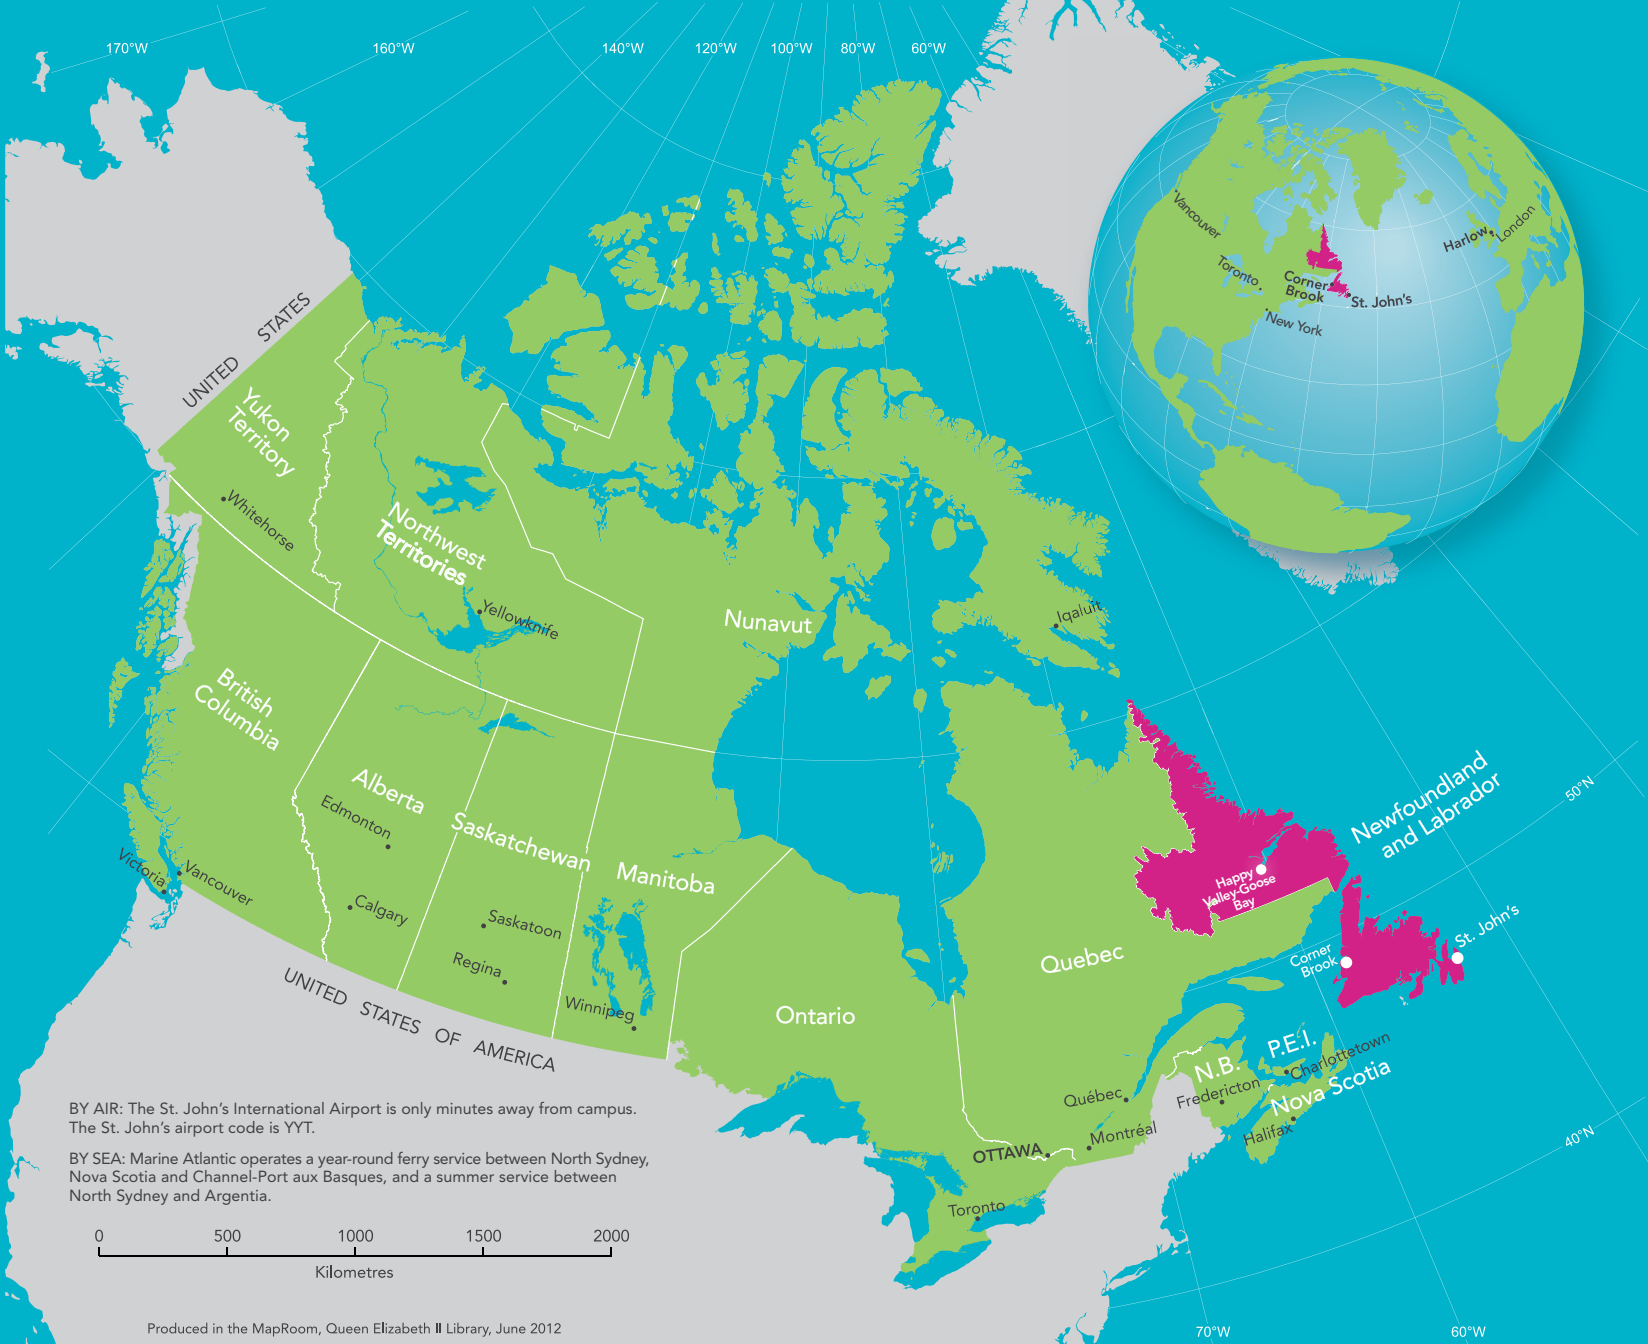 170°W
160°W
140°W
120°W
100°W
80°W
60°W
Vancouver
Toronto
Corner
Brook
St. John's
New York
Harlow
London
UNITED STATES
Yukon
Territory
Whitehorse
Northwest
Territories
Yellowknife
Nunavut
Iqaluit
British
Columbia
Alberta
Edmonton
Saskatchewan
Manitoba
Victoria
Vancouver
Calgary
Saskatoon
Regina
Winnipeg
Ontario
Quebec
Newfoundland
and Labrador
50°N
Happy
Valley-Goose
Bay
Corner
Brook
St. John's
UNITED STATES OF AMERICA
N.B.
P.E.I.
Charlottetown
Fredericton
Nova Scotia
Halifax
Québec
Montréal
OTTAWA
Toronto
40°N
BY AIR: The St. John's International Airport is only minutes away from campus.
The St. John's airport code is YYT.
BY SEA: Marine Atlantic operates a year-round ferry service between North Sydney,
Nova Scotia and Channel-Port aux Basques, and a summer service between
North Sydney and Argentia.
0 500 1000 1500 2000
Kilometres
Produced in the MapRoom, Queen Elizabeth II Library, June 2012
70°W
60°W